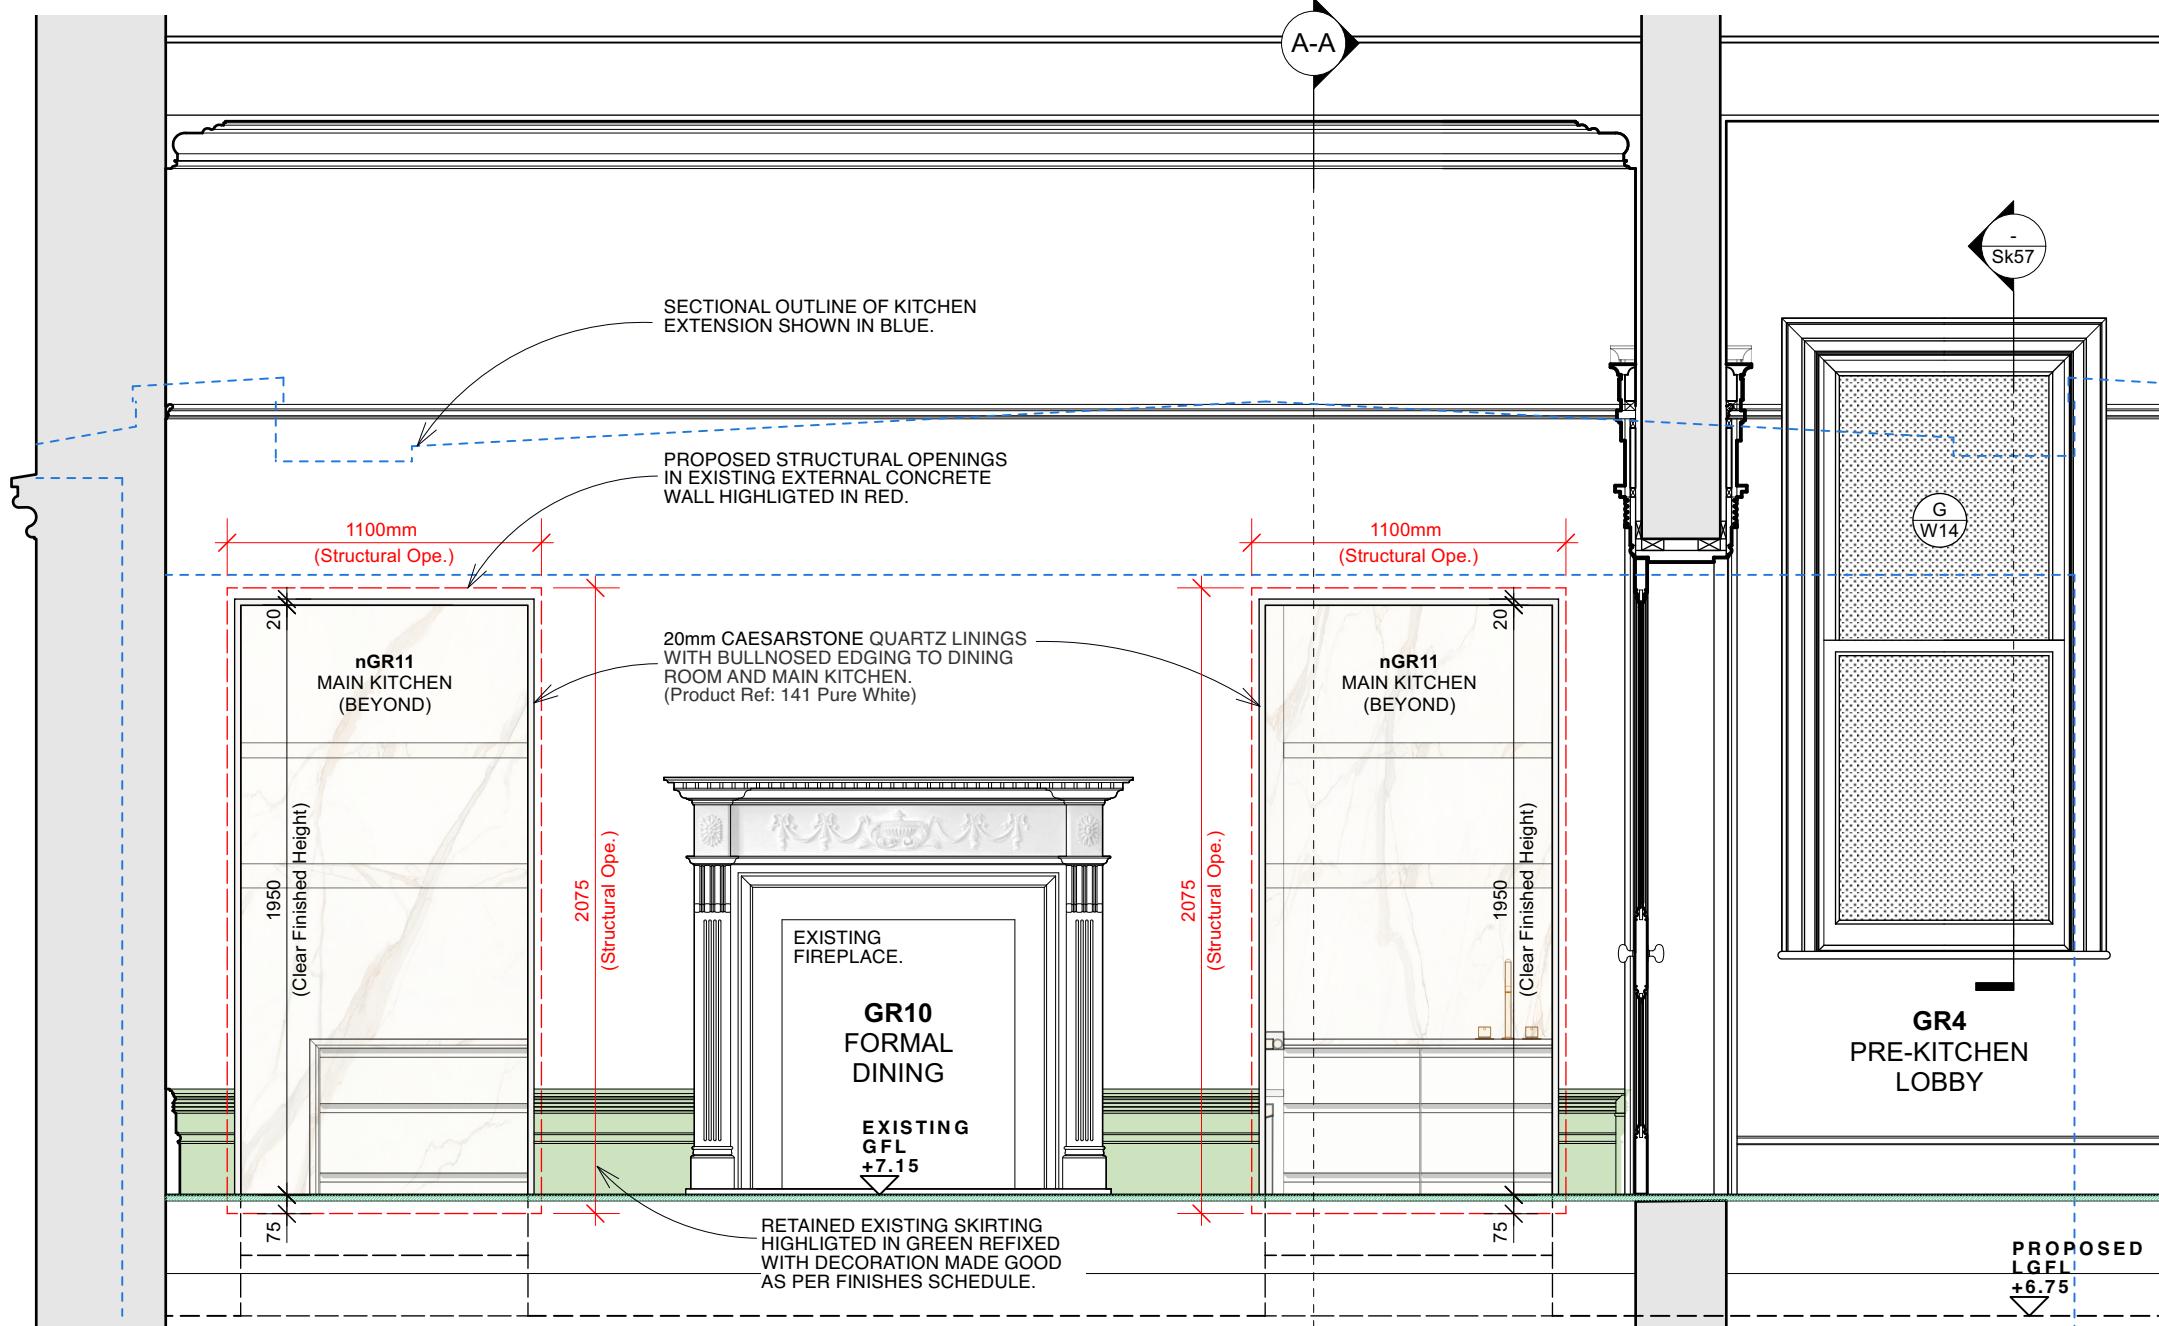 A-A
-
Sk57
SECTIONAL OUTLINE OF KITCHEN
EXTENSION SHOWN IN BLUE.
PROPOSED STRUCTURAL OPENINGS
IN EXISTING EXTERNAL CONCRETE
WALL HIGHLIGTED IN RED.
1100mm
(Structural Ope.)
1100mm
(Structural Ope.)
G
W14
20
20
20mm CAESARSTONE QUARTZ LININGS
WITH BULLNOSED EDGING TO DINING
ROOM AND MAIN KITCHEN.
(Product Ref: 141 Pure White)
nGR11
MAIN KITCHEN
(BEYOND)
nGR11
MAIN KITCHEN
(BEYOND)
1950
(Clear Finished Height)
2075
(Structural Ope.)
2075
(Structural Ope.)
1950
(Clear Finished Height)
EXISTING
FIREPLACE.
GR10
FORMAL
DINING
EXISTING
GFL
+7.15
GR4
PRE-KITCHEN
LOBBY
75
75
RETAINED EXISTING SKIRTING
HIGHLIGTED IN GREEN REFIXED
WITH DECORATION MADE GOOD
AS PER FINISHES SCHEDULE.
PROPOSED
LGFL
+6.75